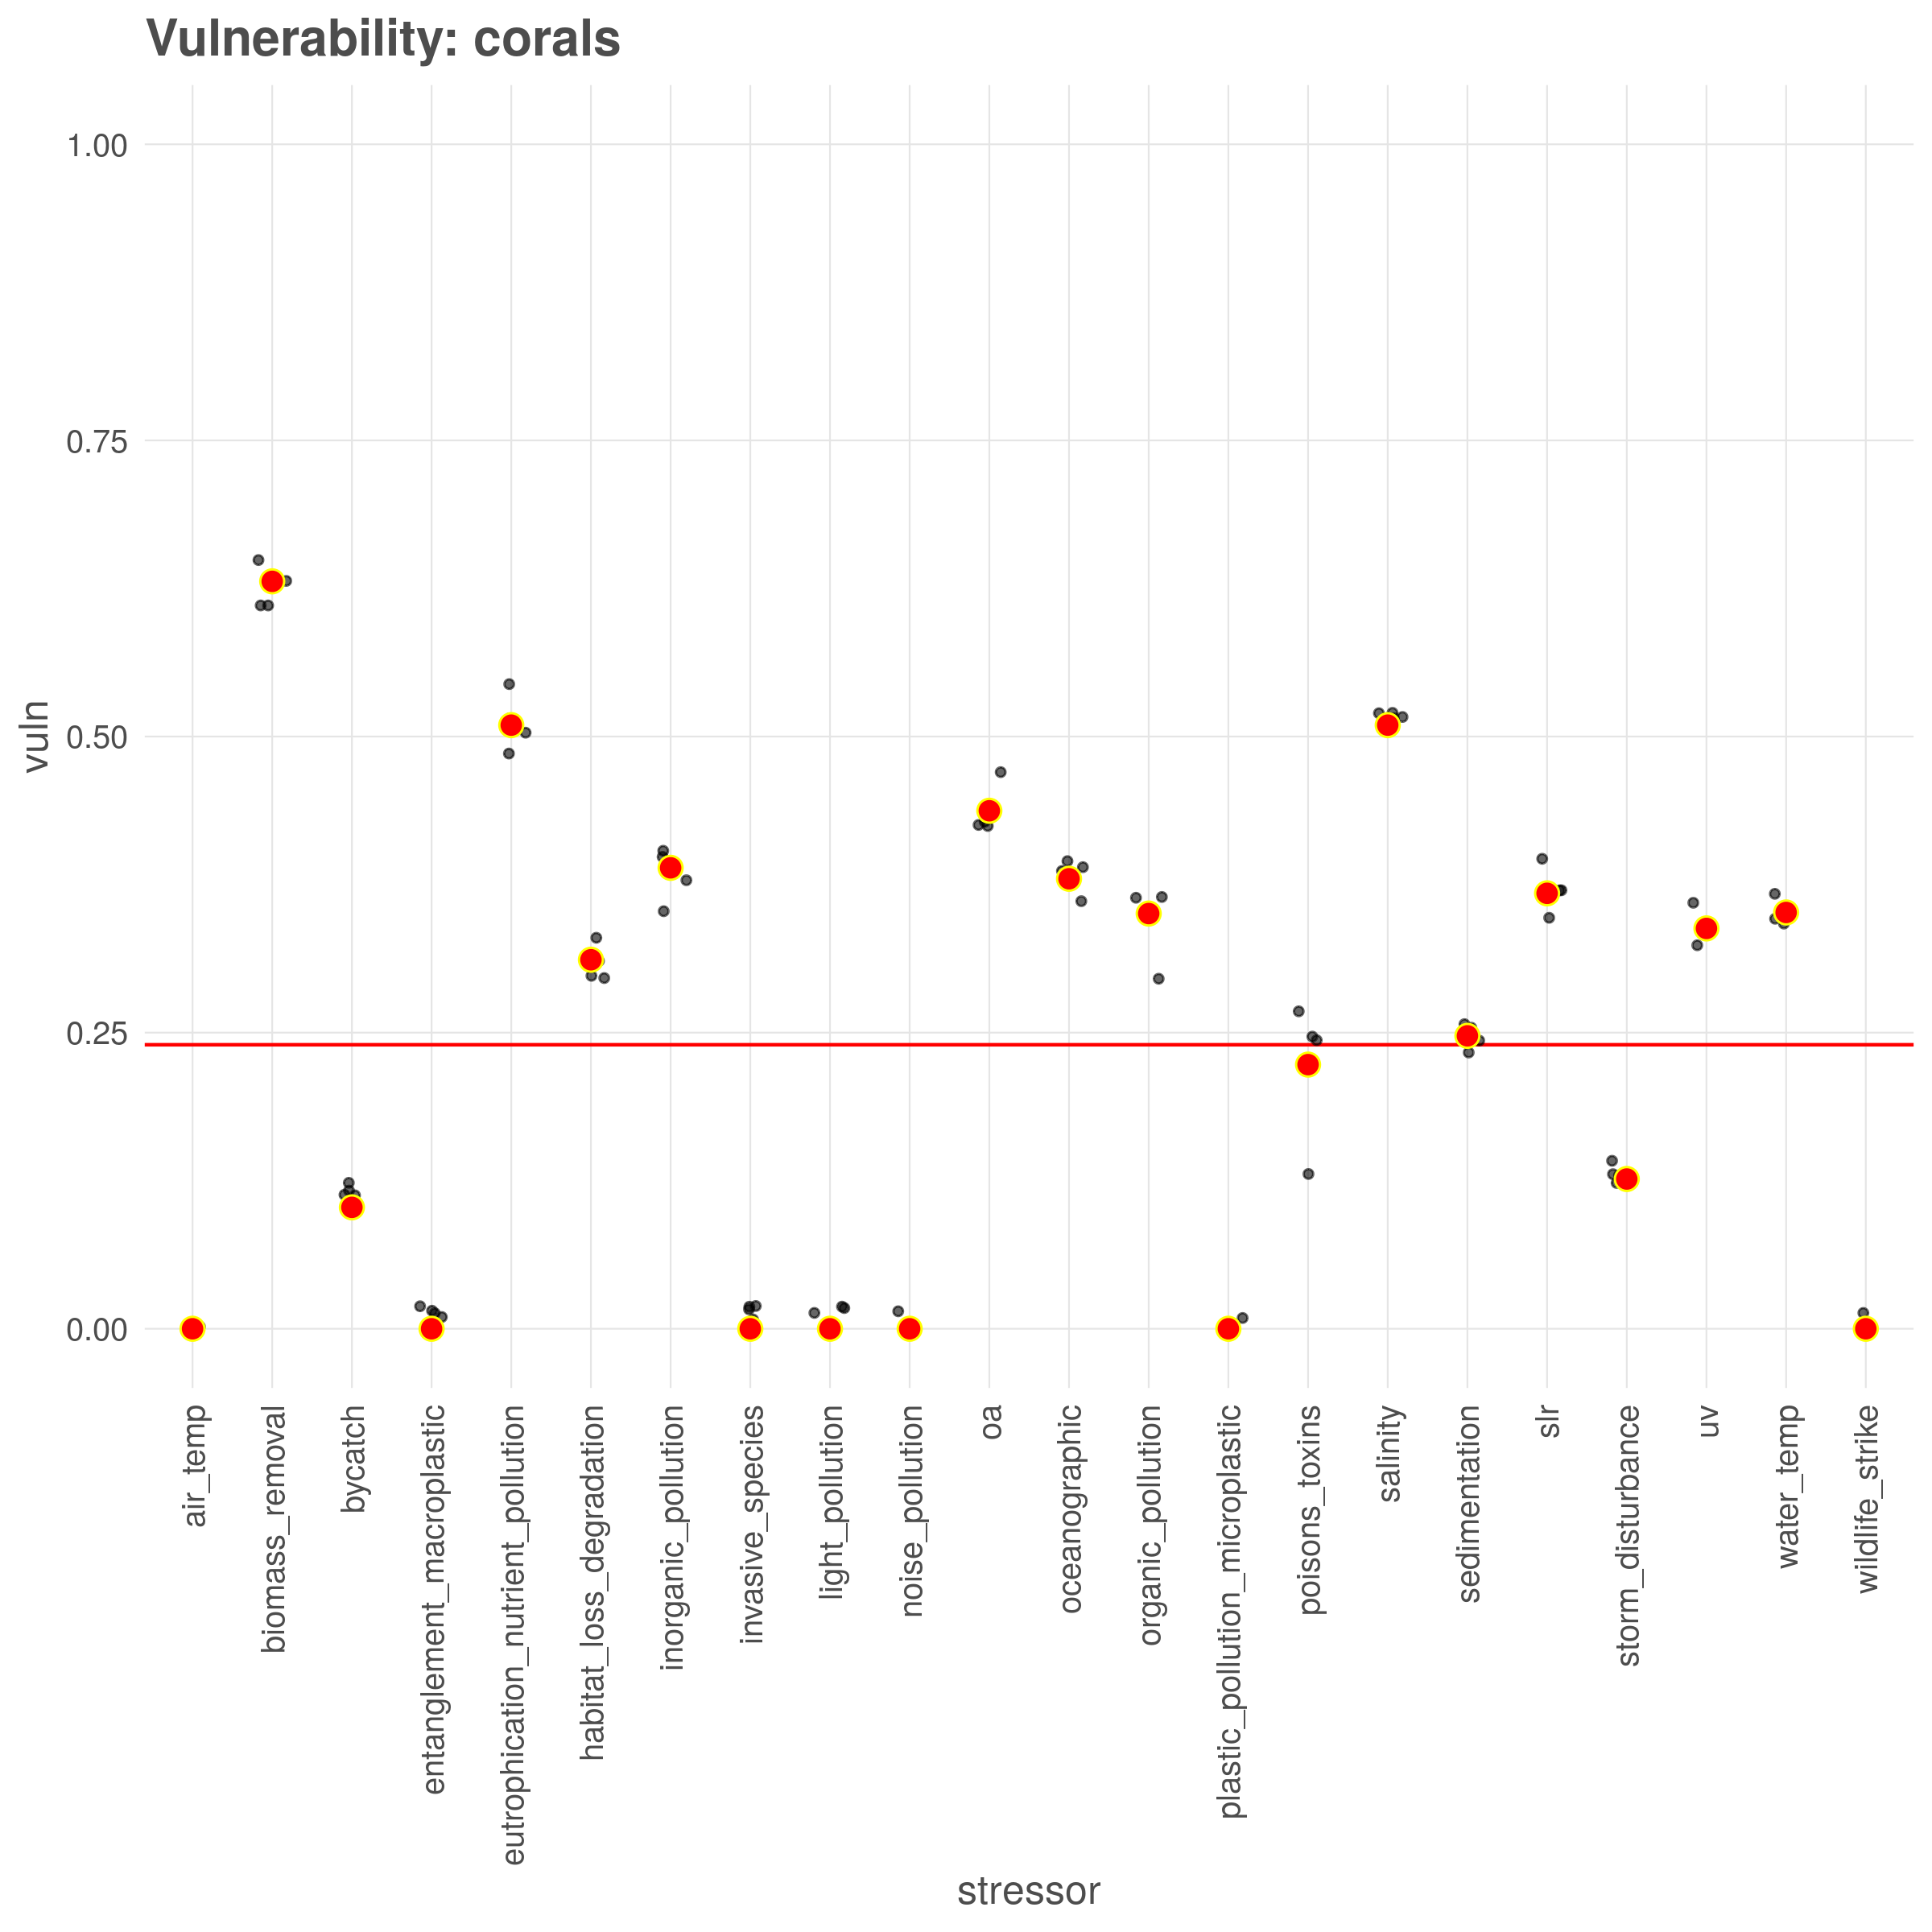 Vulnerability: corals
1.00
0.75
0.50
0.25
0.00
vuln
air_temp
biomass_removal
bycatch
entanglement_macroplastic
eutrophication_nutrient_pollution
habitat_loss_degradation
inorganic_pollution
invasive_species
light_pollution
noise_pollution
oa
oceanographic
organic_pollution
plastic_pollution_microplastic
poisons_toxins
salinity
sedimentation
slr
storm_disturbance
uv
water_temp
wildlife_strike
stressor